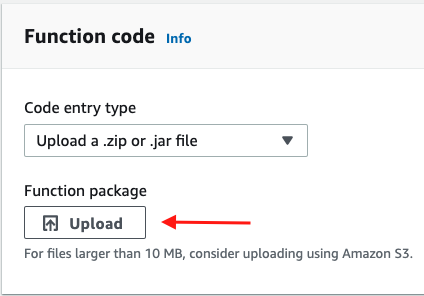 Function code Info
Code entry type
Upload a .zip or .jar file
Function package
Upload
For files larger than 10 MB, consider uploading using Amazon S3.